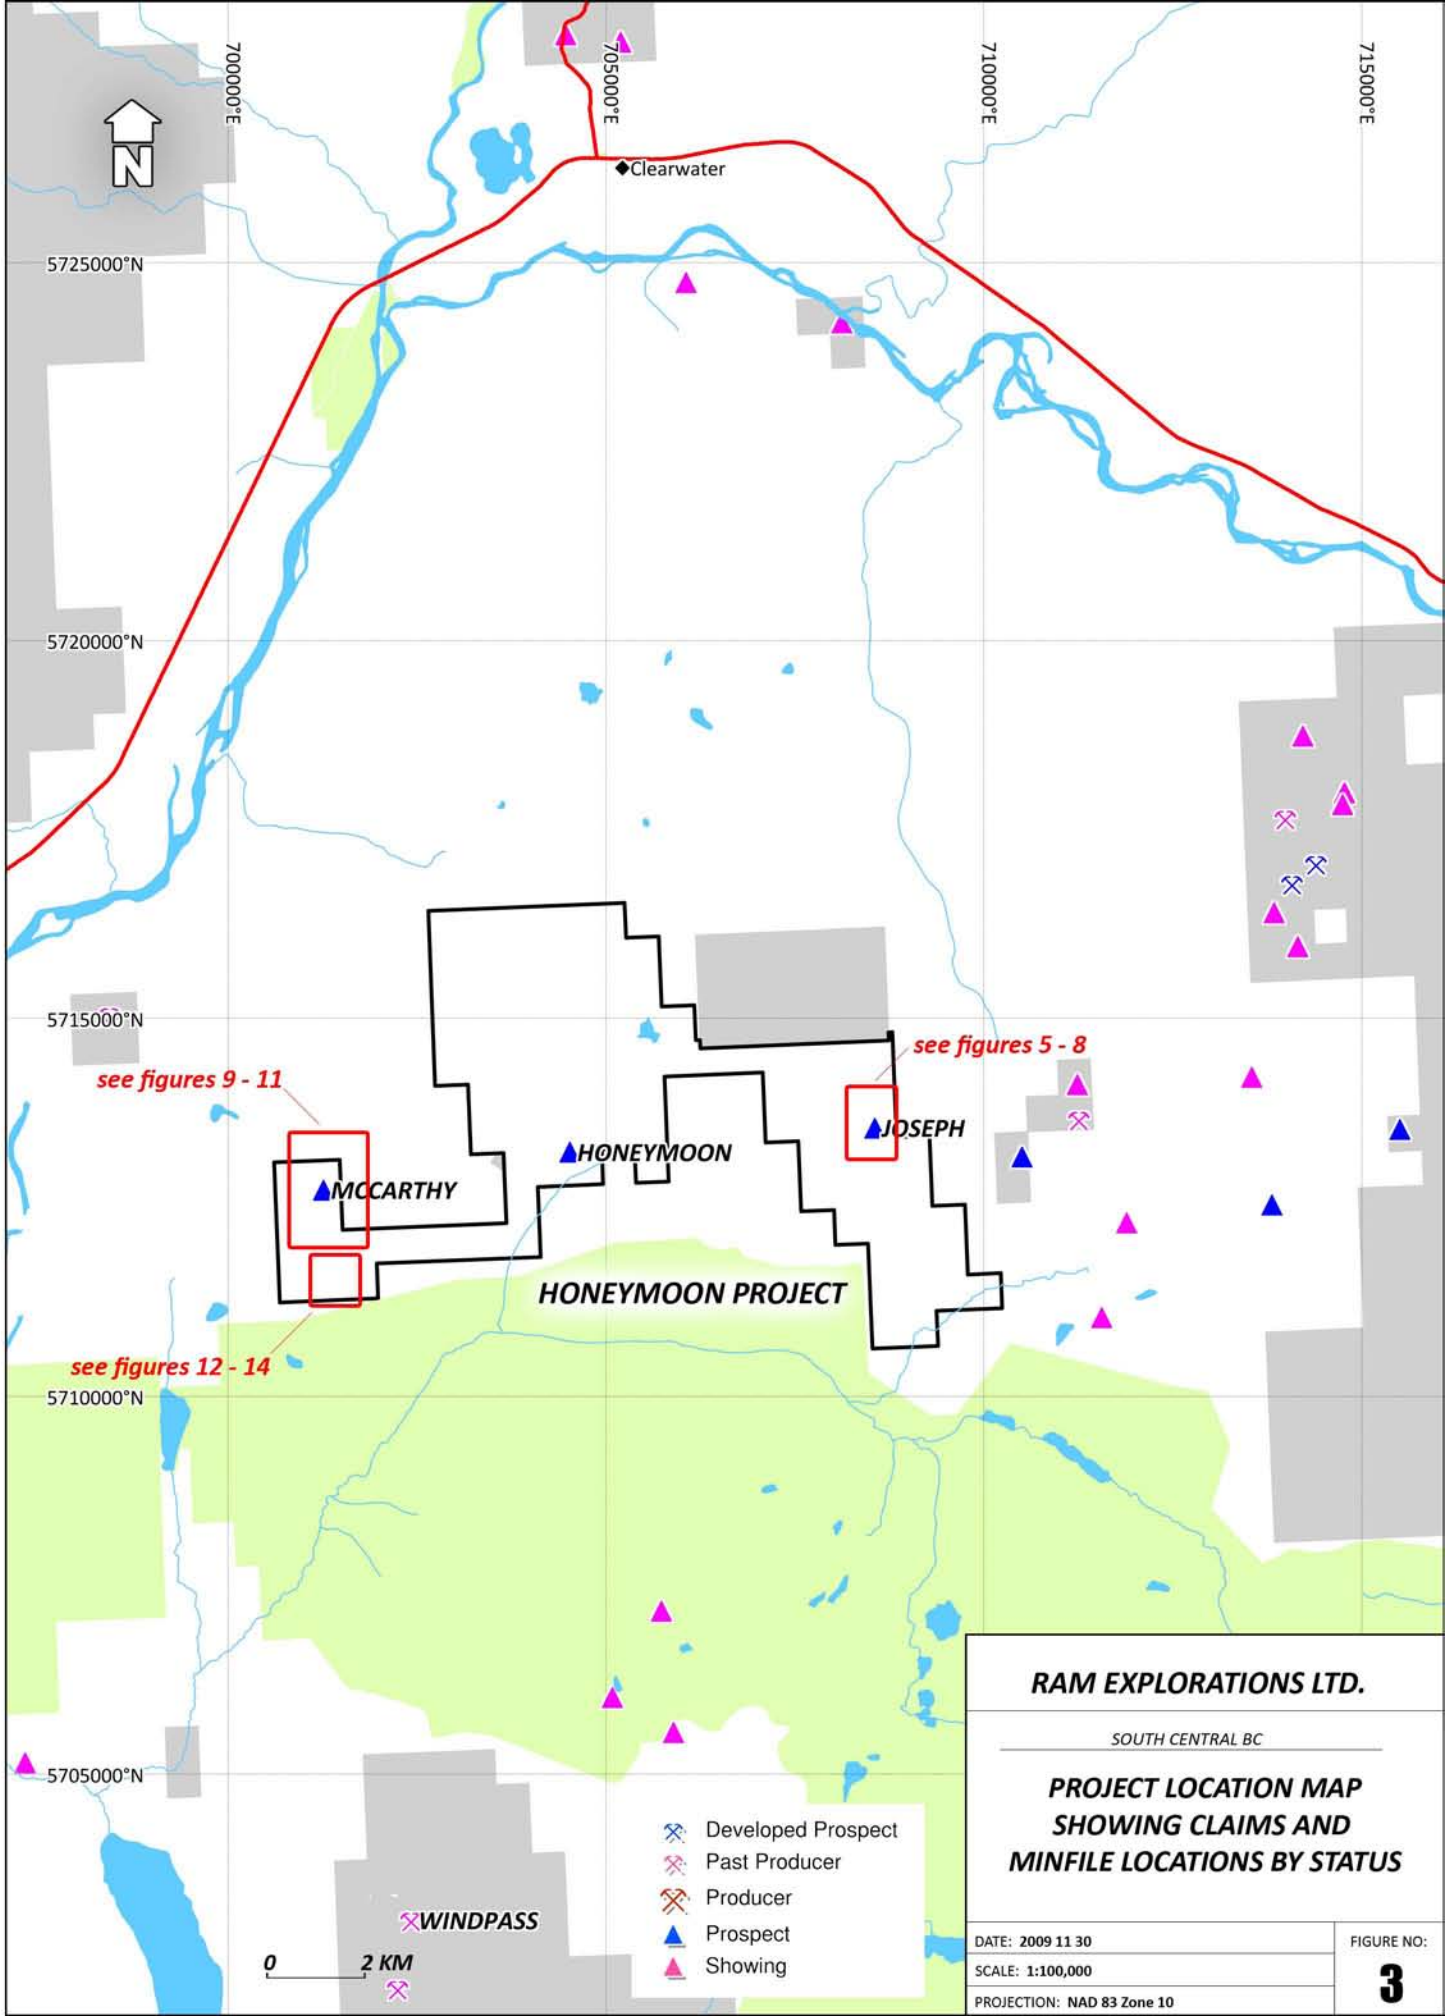 700000°E
705000°E
710000°E
715000°E
N
Clearwater
5725000°N
5720000°N
5715000°N
see figures 5 - 8
see figures 9 - 11
JOSEPH
HONEYMOON
MCCARTHY
HONEYMOON PROJECT
see figures 12 - 14
5710000°N
5705000°N
WINDPASS
0 2 KM
Developed Prospect
Past Producer
Producer
Prospect
Showing
RAM EXPLORATIONS LTD.
SOUTH CENTRAL BC
PROJECT LOCATION MAP
SHOWING CLAIMS AND
MINFILE LOCATIONS BY STATUS
DATE: 2009 11 30
SCALE: 1:100,000
PROJECTION: NAD 83 Zone 10
FIGURE NO:
3